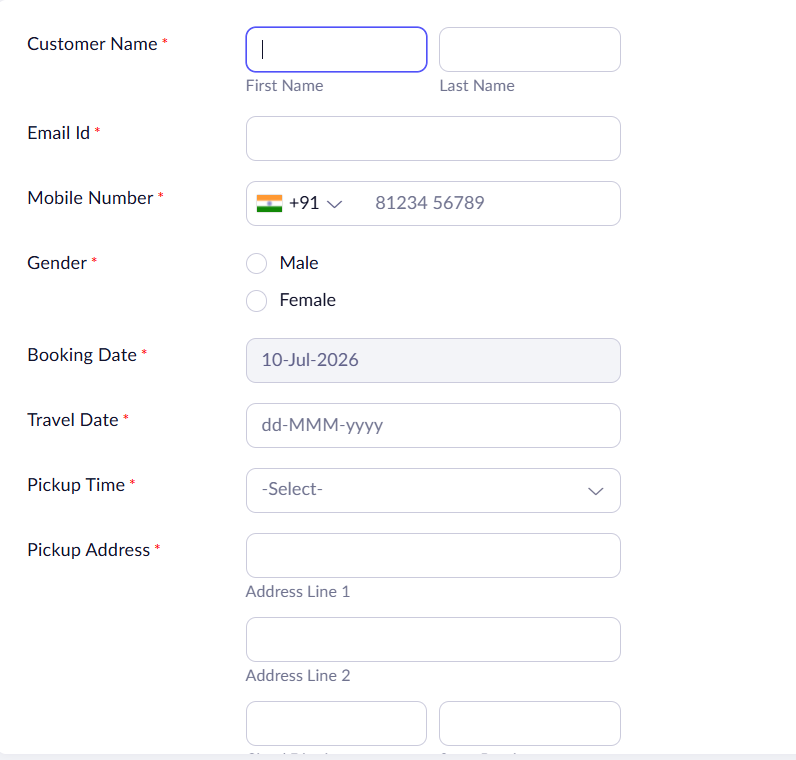 Customer Name *
First Name
Last Name
Email Id *
Mobile Number *
+91
81234 56789
Gender *
Male
Female
Booking Date *
10-Jul-2026
Travel Date *
dd-MMM-yyyy
Pickup Time *
-Select-
Pickup Address *
Address Line 1
Address Line 2